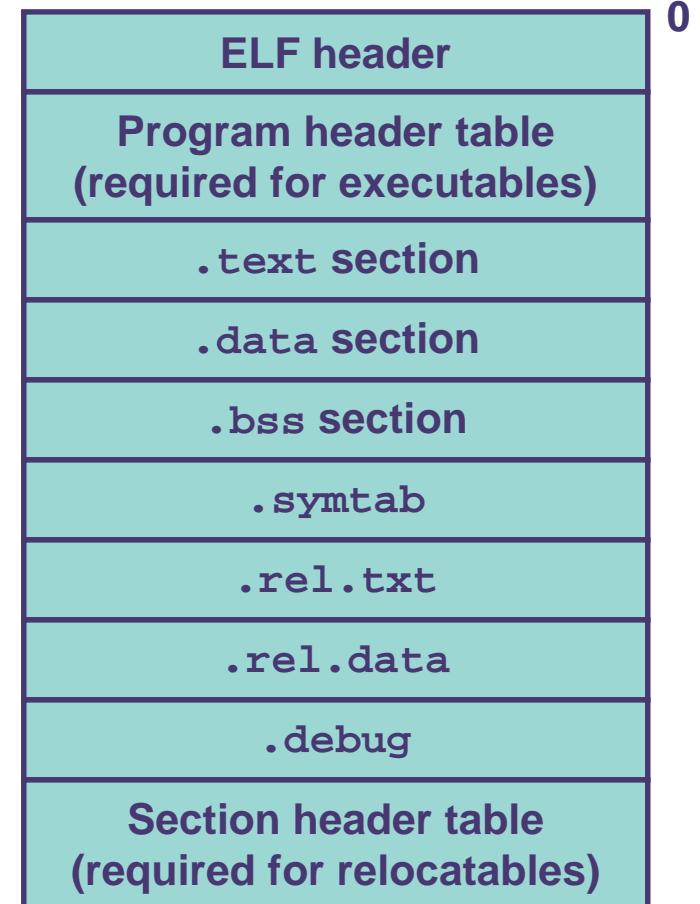 0
ELF header
Program header table
(required for executables)
.text section
.data section
.bss section
.symtab
.rel.txt
.rel.data
.debug
Section header table
(required for relocatables)